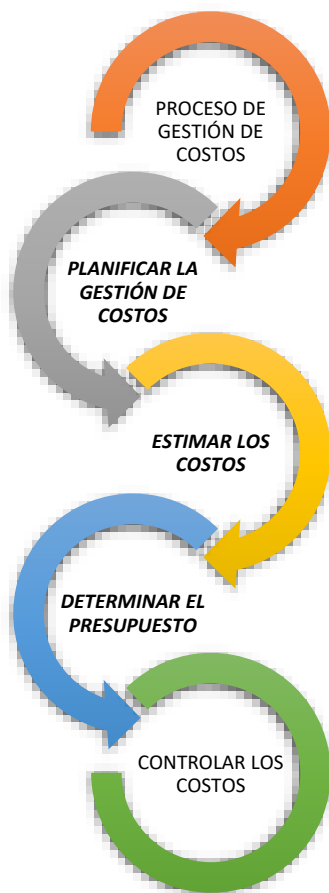 PROCESO DE
GESTIÓN DE
COSTOS
PLANIFICAR LA
GESTIÓN DE
COSTOS
ESTIMAR LOS
COSTOS
DETERMINAR EL
PRESUPUESTO
CONTROLAR LOS
COSTOS